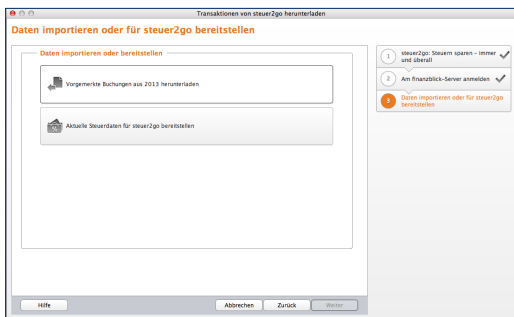 Transaktionen von steuer2go herunterladen
Daten importieren oder für steuer2go bereitstellen
Daten importieren oder bereitstellen
Vorgemerkte Buchungen aus 2013 herunterladen
Aktuelle Steuerdaten für steuer2go bereitstellen
1 steuer2go: Steuern sparen - immer
und überall
2 Am finanzblick-Server anmelden
3 Daten importieren oder für steuer2go
bereitstellen
Hilfe Abbrechen Zurück Weiter